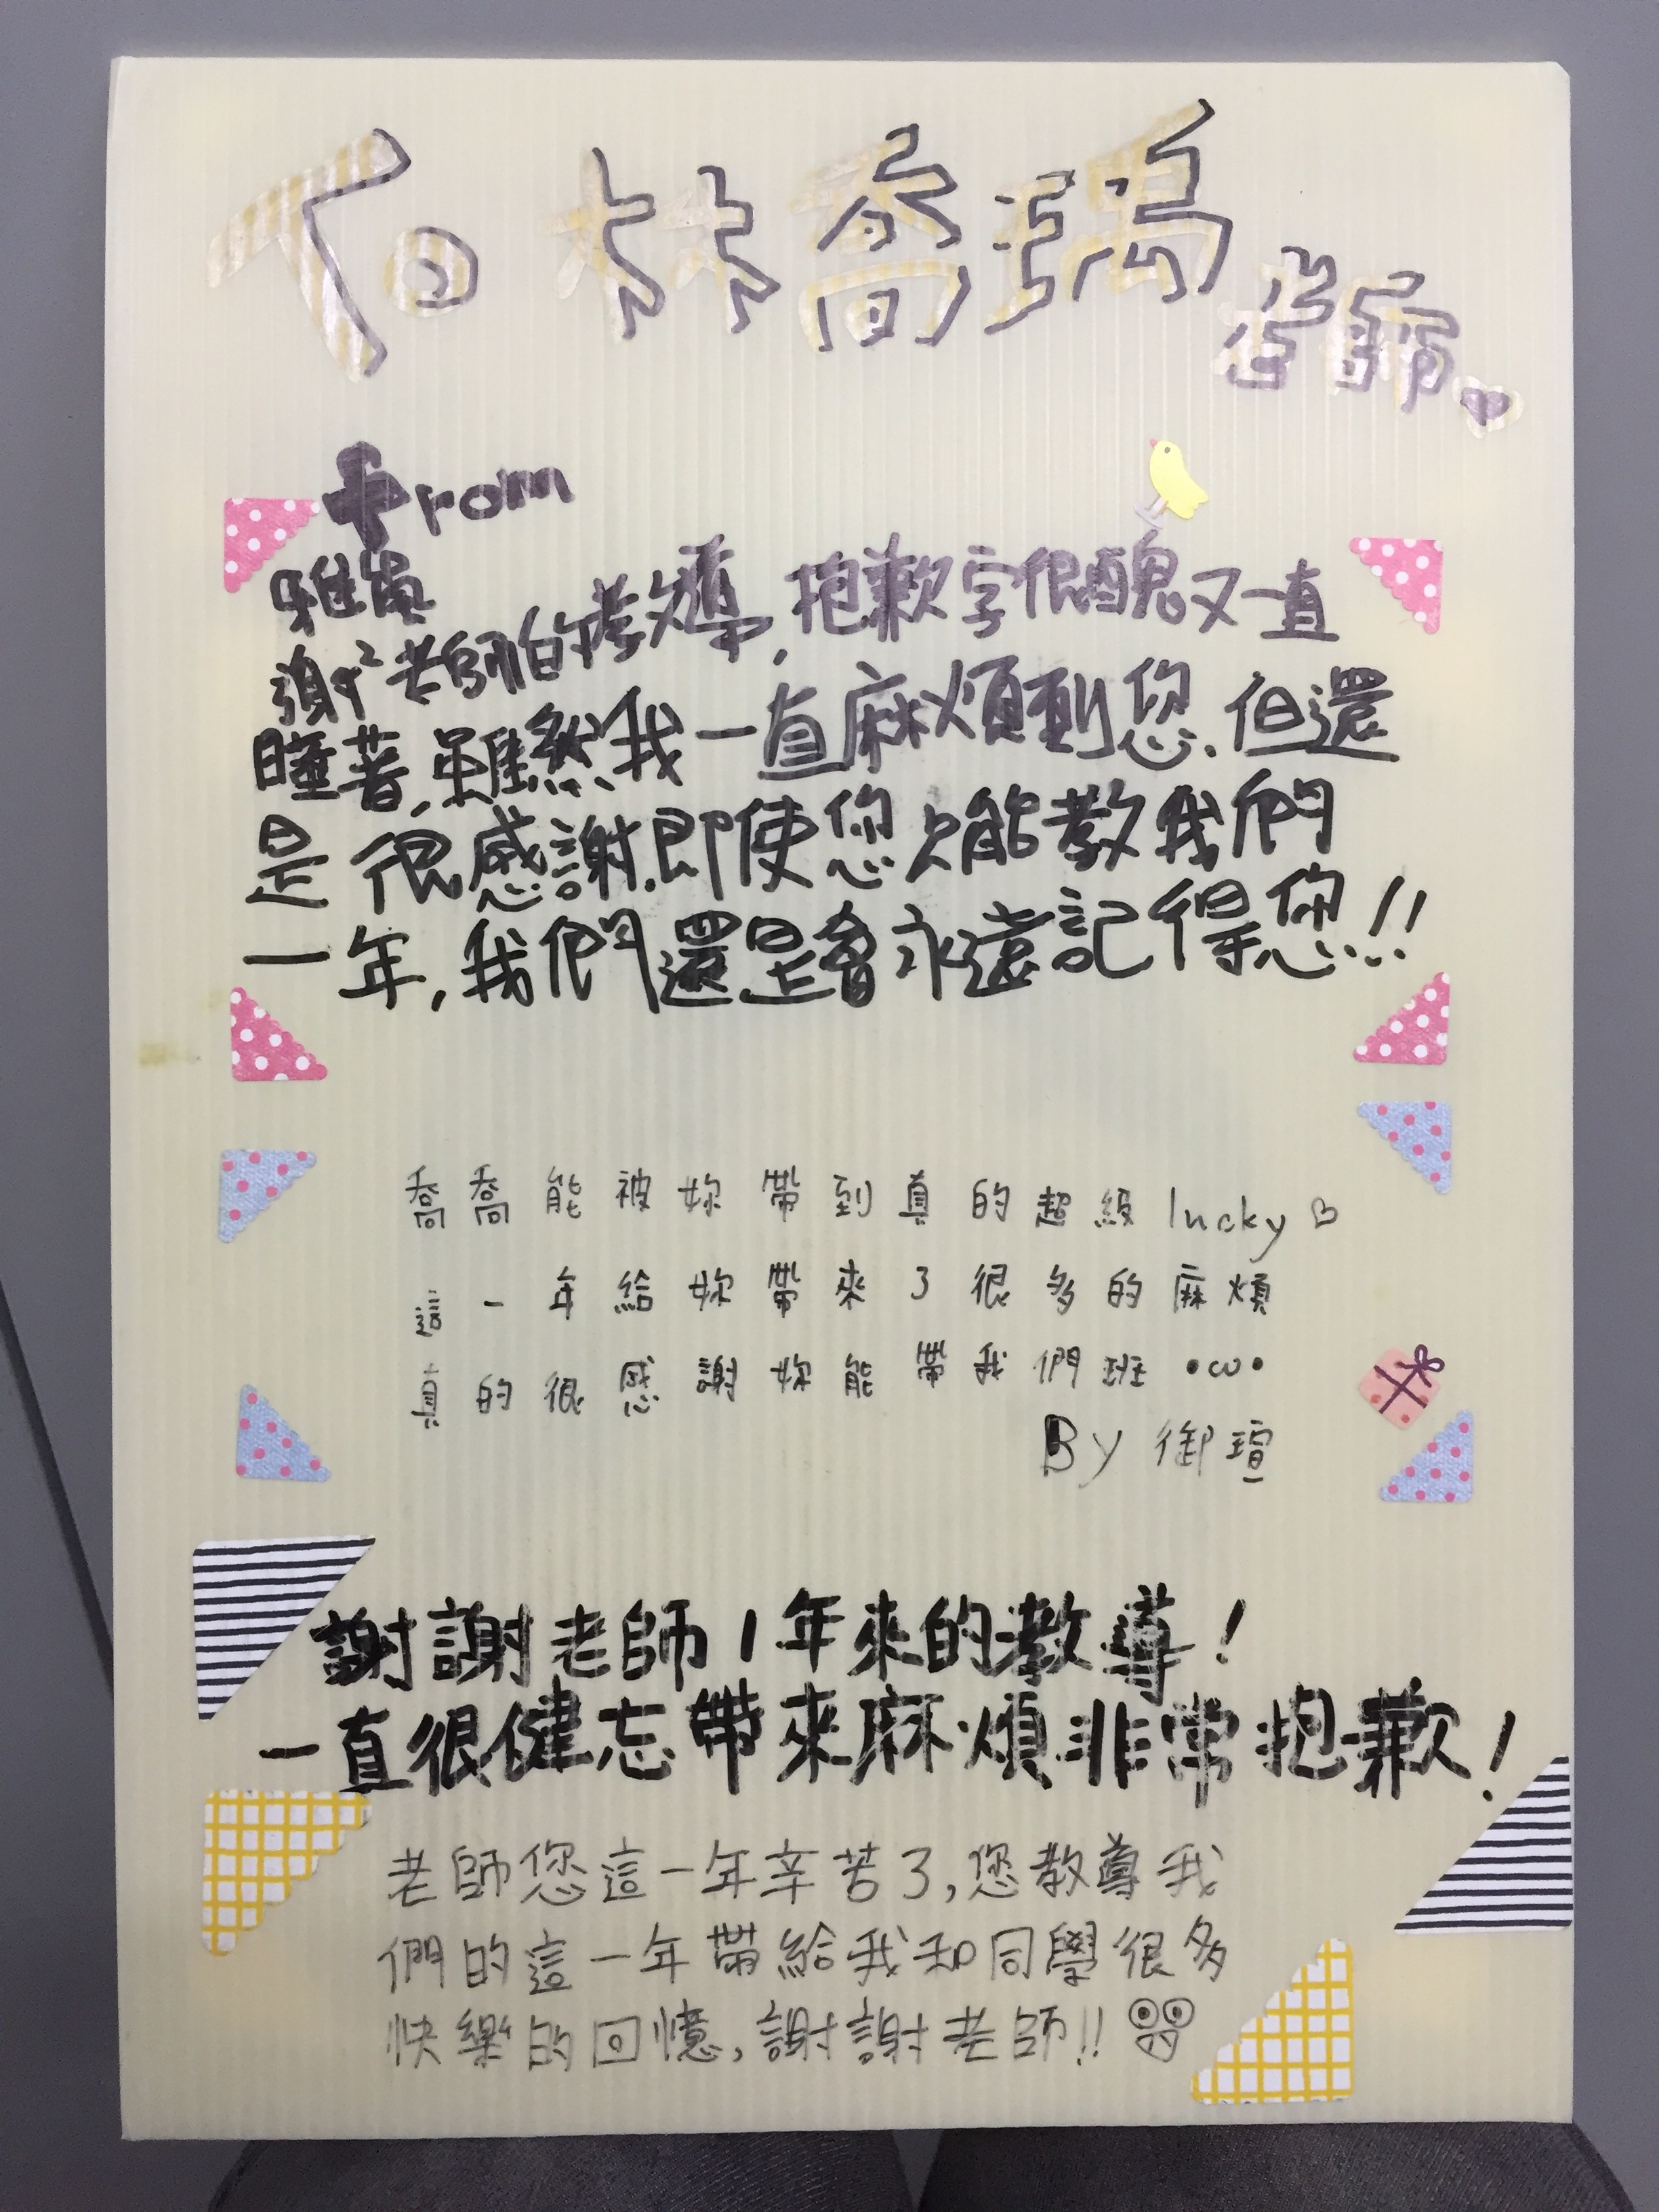 To 林喬瑀老師
From
雅筑
謝²老師的教導,抱歉字很醜又一直
睡著,雖然我一直麻煩到您,但還
是很感謝,即使您只能教我們
一年,我們還是會永遠記得您!!
喬喬能被妳帶到真的超級lucky♡
這一年給妳帶來了很多的麻煩
真的很感謝妳能帶我們班 •ω•
By 御瑄
謝謝老師1年來的教導!
一直很健忘帶來麻煩非常抱歉!
老師您這一年辛苦了,您教導我
們的這一年帶給我和同學很多
快樂的回憶,謝謝老師!!